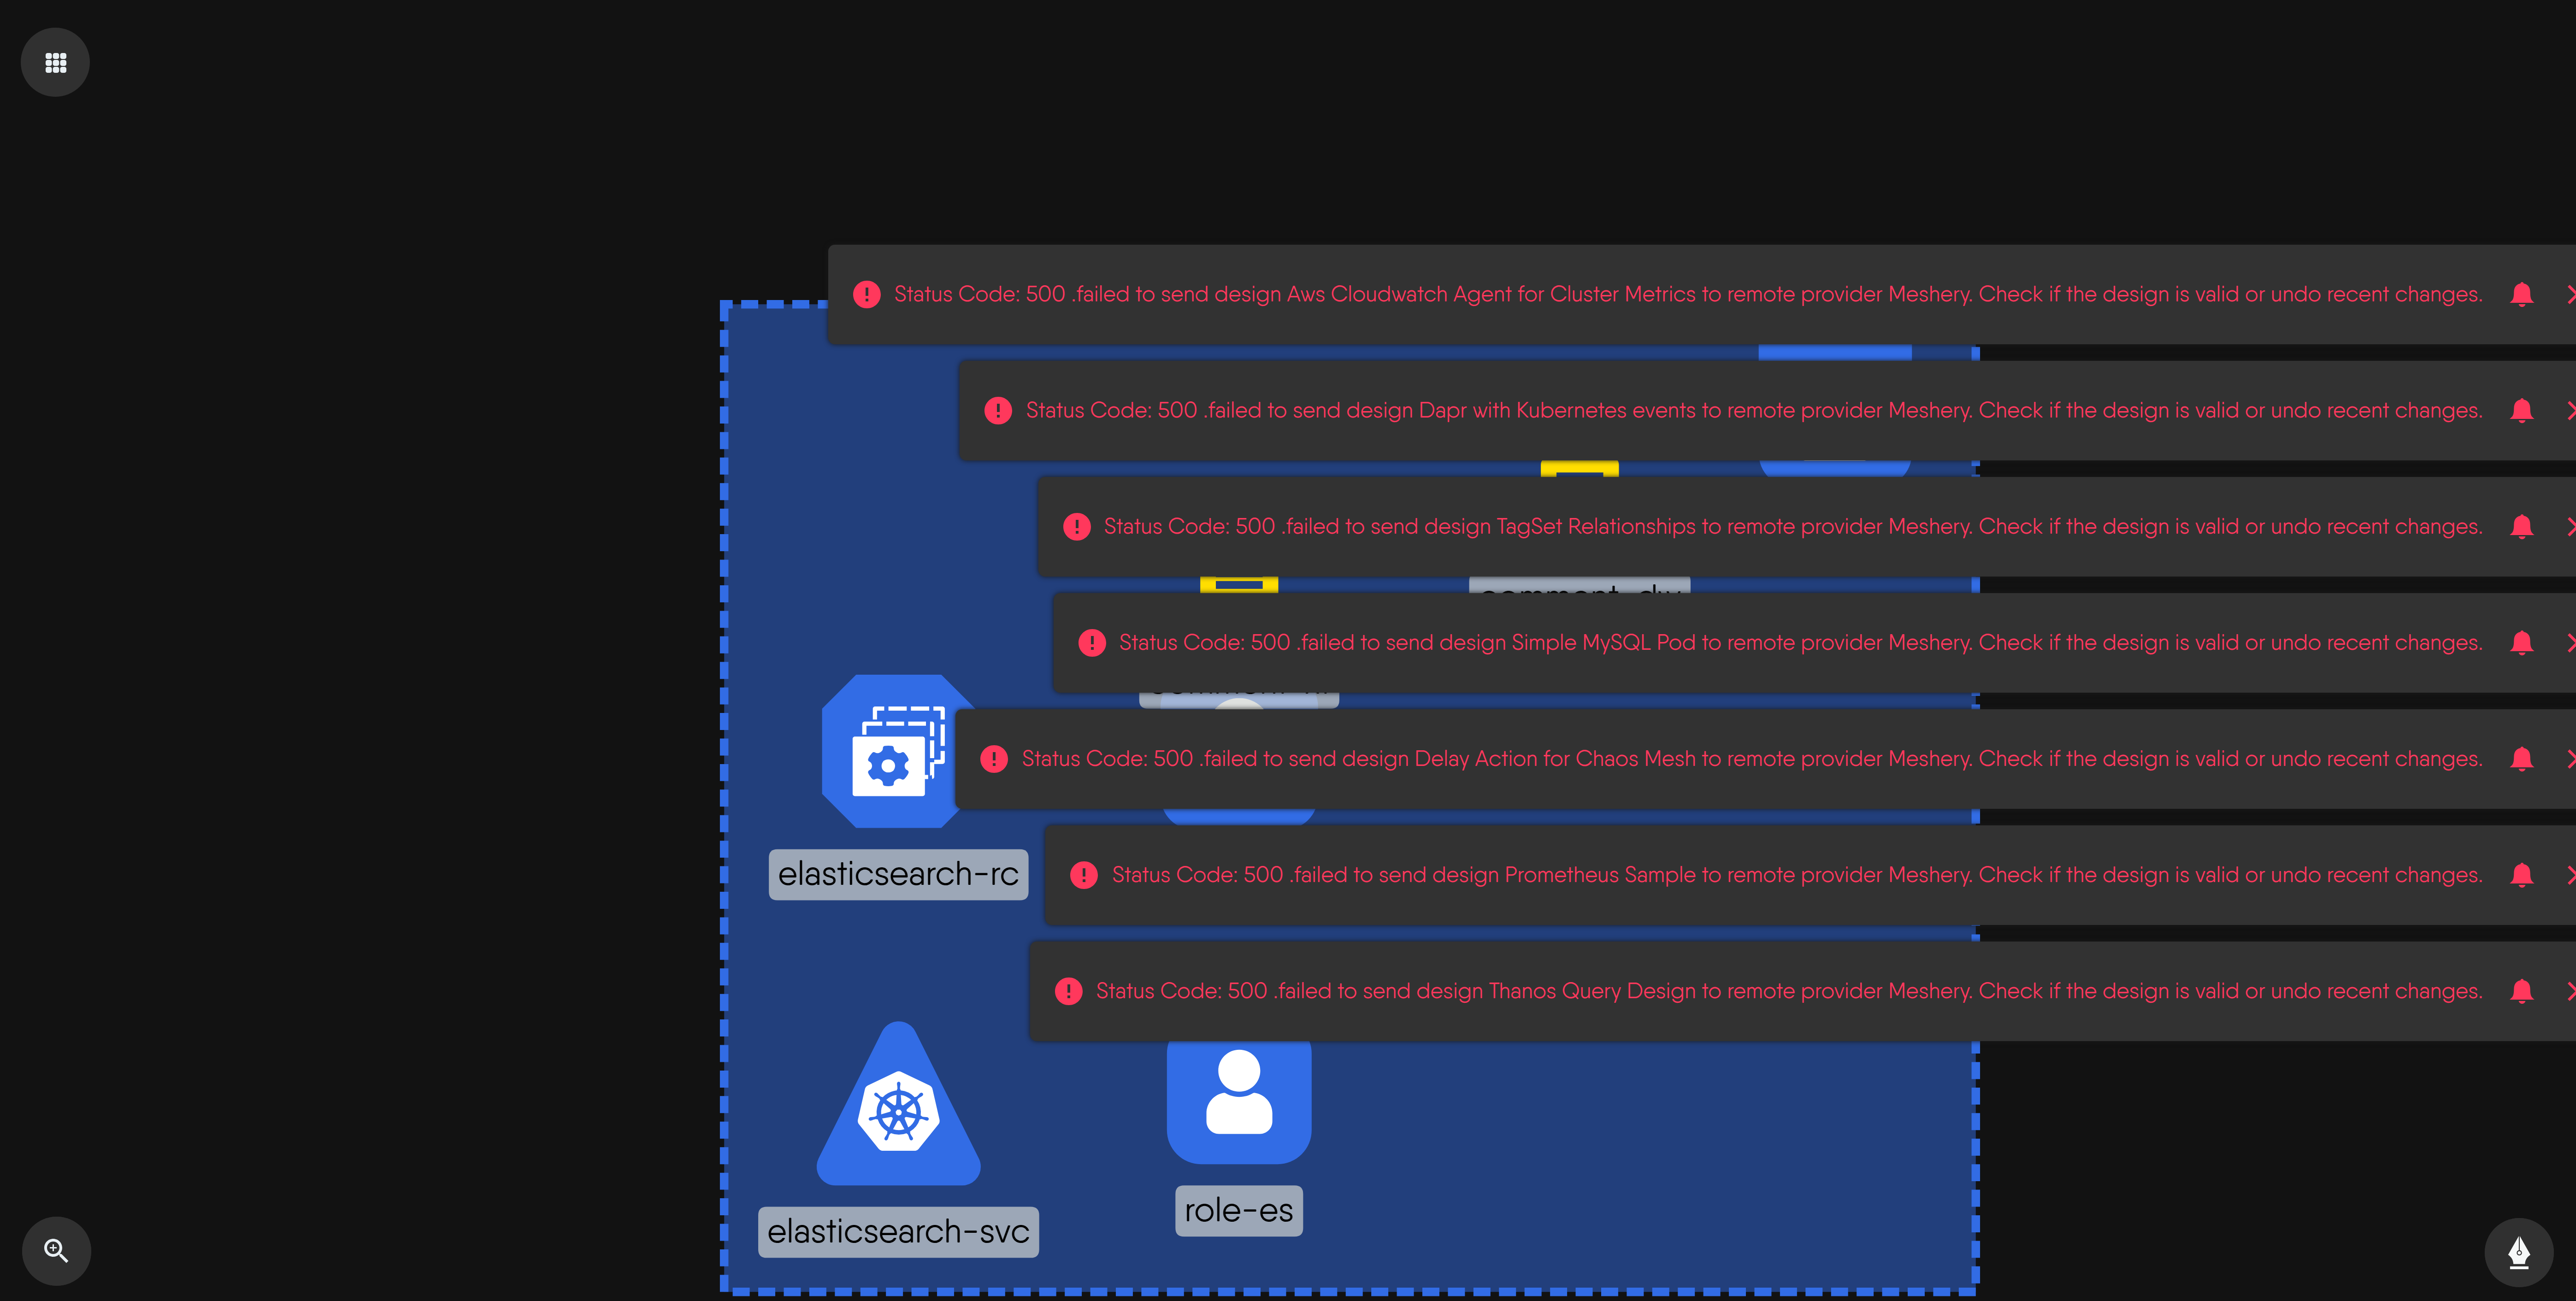 Status Code: 500 .failed to send design Aws Cloudwatch Agent for Cluster Metrics to remote provider Meshery. Check if the design is valid or undo recent changes.
Status Code: 500 .failed to send design Dapr with Kubernetes events to remote provider Meshery. Check if the design is valid or undo recent changes.
Status Code: 500 .failed to send design TagSet Relationships to remote provider Meshery. Check if the design is valid or undo recent changes.
Status Code: 500 .failed to send design Simple MySQL Pod to remote provider Meshery. Check if the design is valid or undo recent changes.
Status Code: 500 .failed to send design Delay Action for Chaos Mesh to remote provider Meshery. Check if the design is valid or undo recent changes.
Status Code: 500 .failed to send design Prometheus Sample to remote provider Meshery. Check if the design is valid or undo recent changes.
elasticsearch-rc
Status Code: 500 .failed to send design Thanos Query Design to remote provider Meshery. Check if the design is valid or undo recent changes.
role-es
elasticsearch-svc